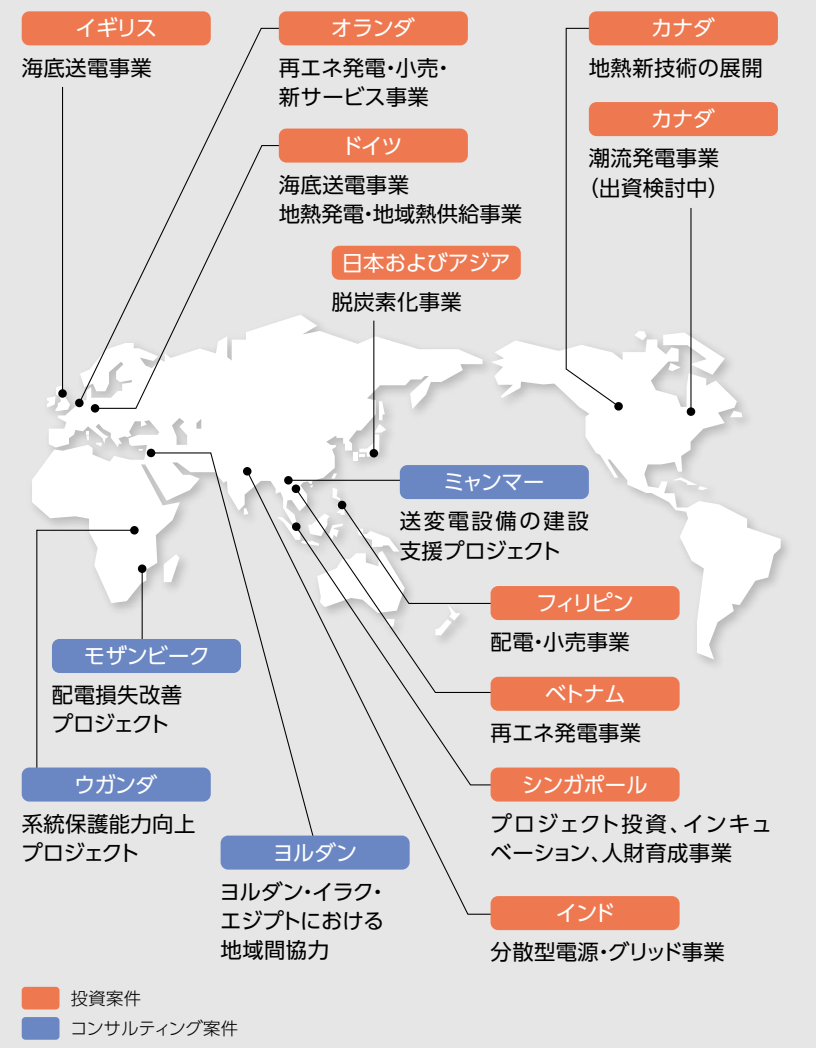 イギリス
海底送電事業
オランダ
再エネ発電・小売・
新サービス事業
ドイツ
海底送電事業
地熱発電・地域熱供給事業
日本およびアジア
脱炭素化事業
カナダ
地熱新技術の展開
カナダ
潮流発電事業
(出資検討中)
ミャンマー
送変電設備の建設
支援プロジェクト
フィリピン
配電・小売事業
ベトナム
再エネ発電事業
シンガポール
プロジェクト投資、インキュ
ベーション、人財育成事業
インド
分散型電源・グリッド事業
モザンビーク
配電損失改善
プロジェクト
ウガンダ
系統保護能力向上
プロジェクト
ヨルダン
ヨルダン・イラク・
エジプトにおける
地域間協力
投資案件
コンサルティング案件